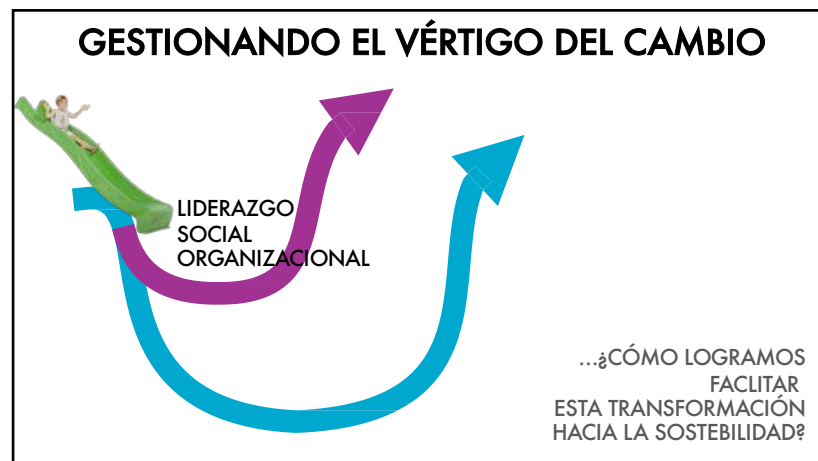 GESTIONANDO EL VÉRTIGO DEL CAMBIO
LIDERAZGO
SOCIAL
ORGANIZACIONAL
...¿CÓMO LOGRAMOS
FACLITAR
ESTA TRANSFORMACIÓN
HACIA LA SOSTEBILIDAD?